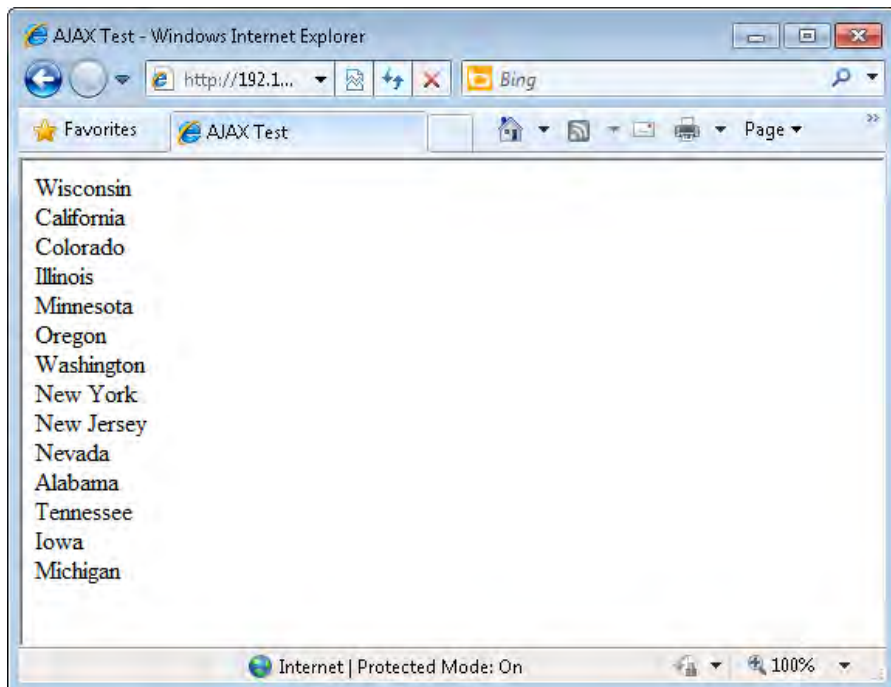 AJAX Test - Windows Internet Explorer
http://192.1... Bing
Favorites AJAX Test Page
Wisconsin
California
Colorado
Illinois
Minnesota
Oregon
Washington
New York
New Jersey
Nevada
Alabama
Tennessee
Iowa
Michigan
Internet | Protected Mode: On 100%